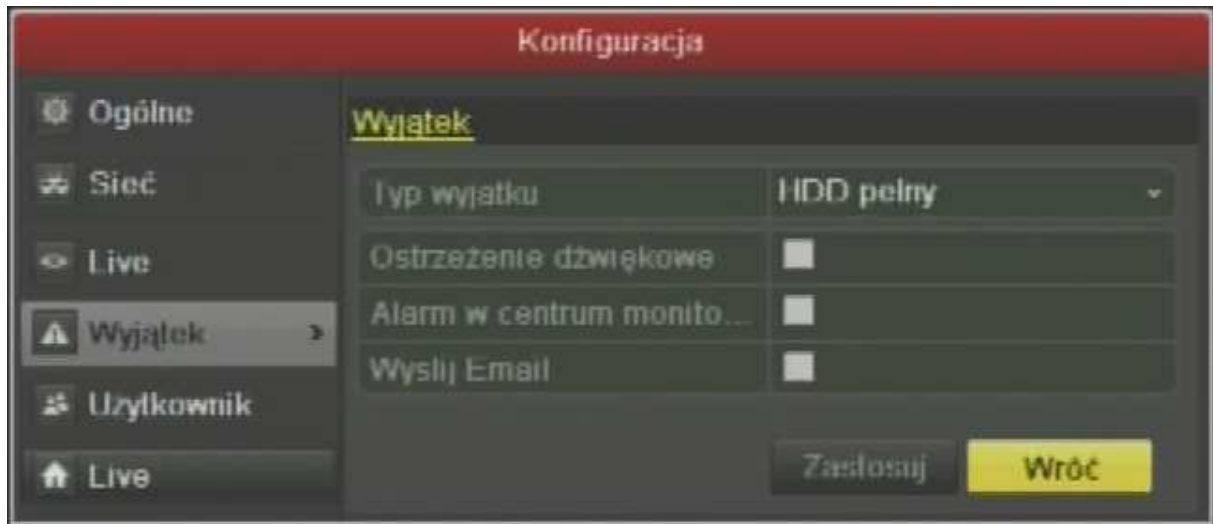 Konfiguracja
Ogólne
Sieć
Live
Wyjątek
Użytkownik
Live
Wyjątek
Typ wyjatku HDD pelny
Ostrzeżenie dźwiękowe
Alarm w centrum monito...
Wyslij Email
Zastosuj Wróć